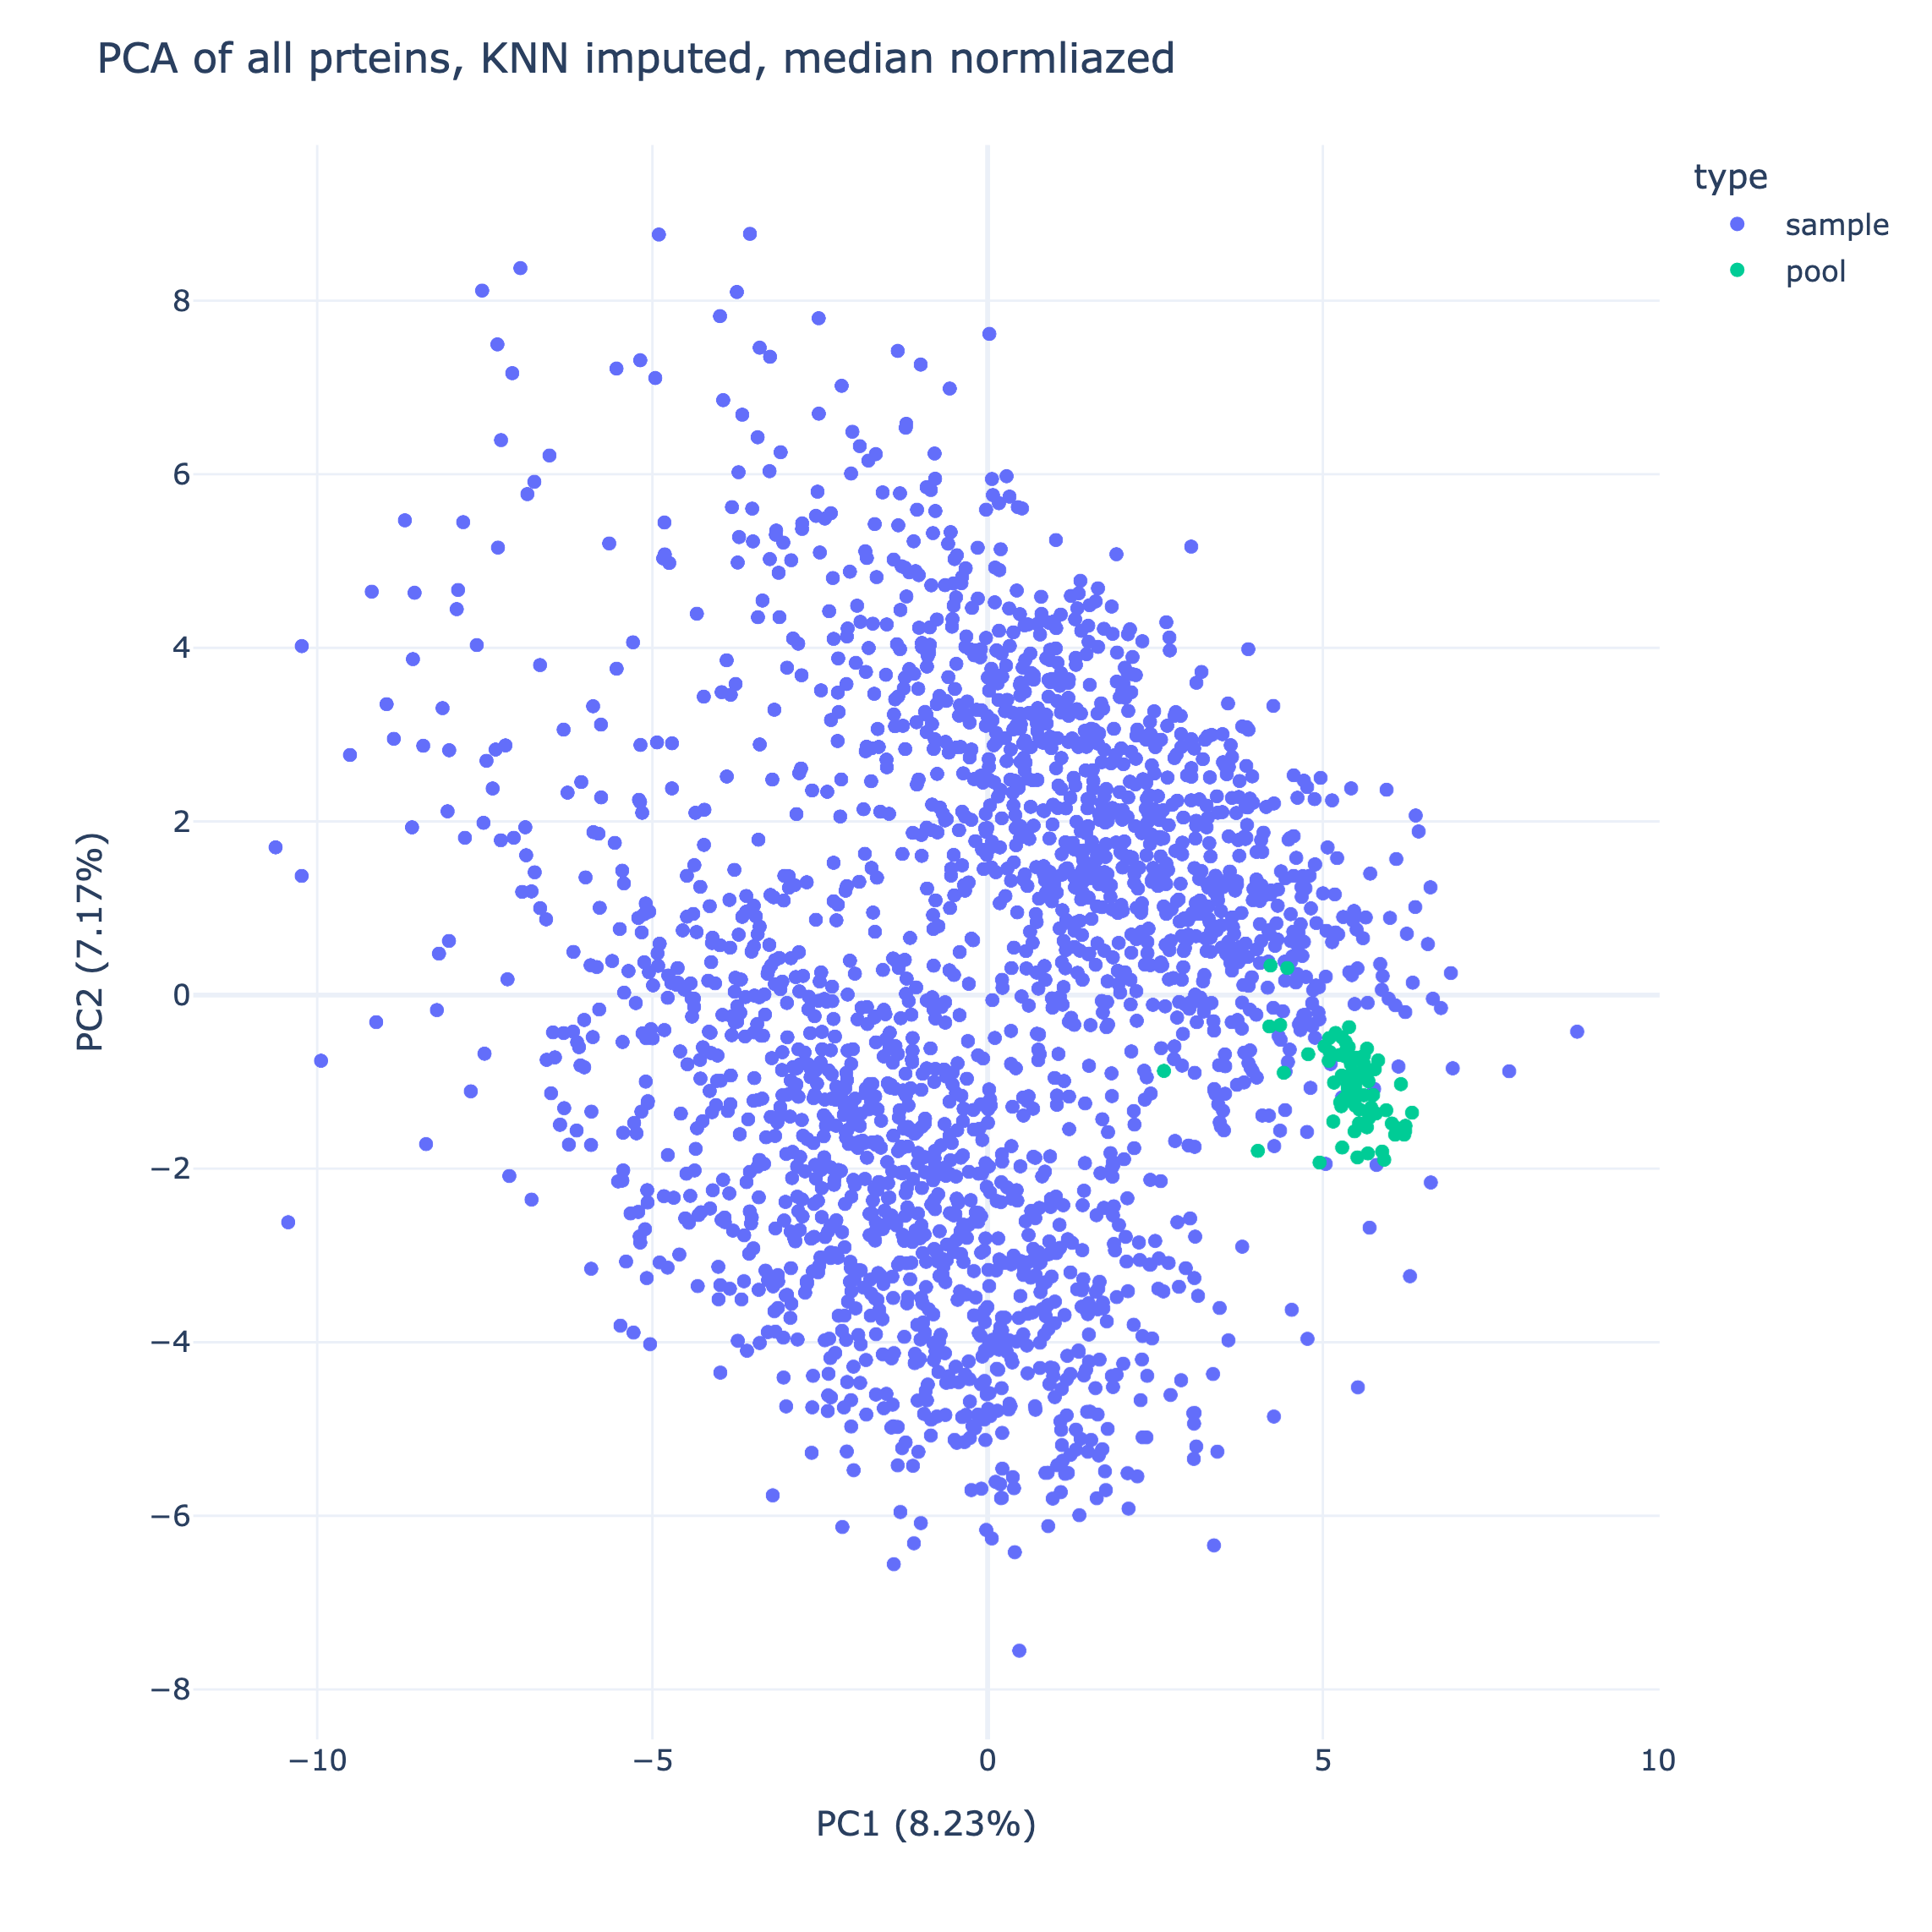 PCA of all prteins, KNN imputed, median normliazed
type
sample
pool
8
6
4
2
0
−2
−4
−6
−8
PC2 (7.17%)
−10 −5 0 5 10
PC1 (8.23%)